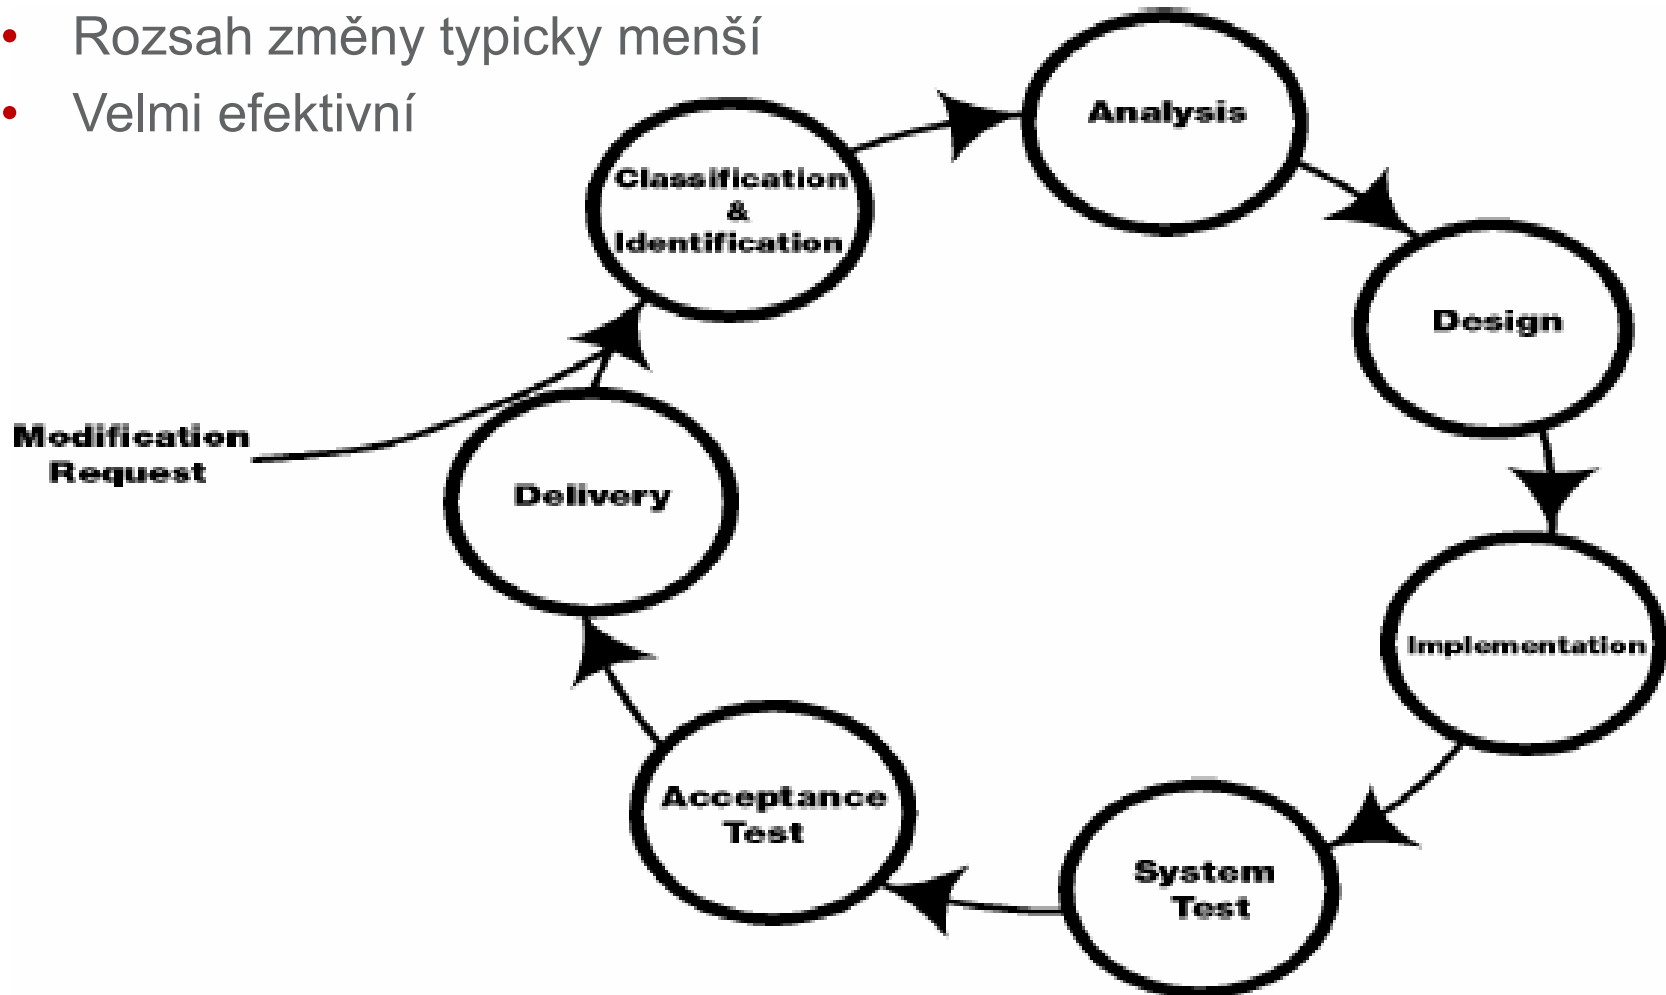 • Rozsah změny typicky menší
• Velmi efektivní
Analysis
Classification
&
Identification
Design
Modification
Request
Delivery
Implementation
Acceptance
Test
System
Test